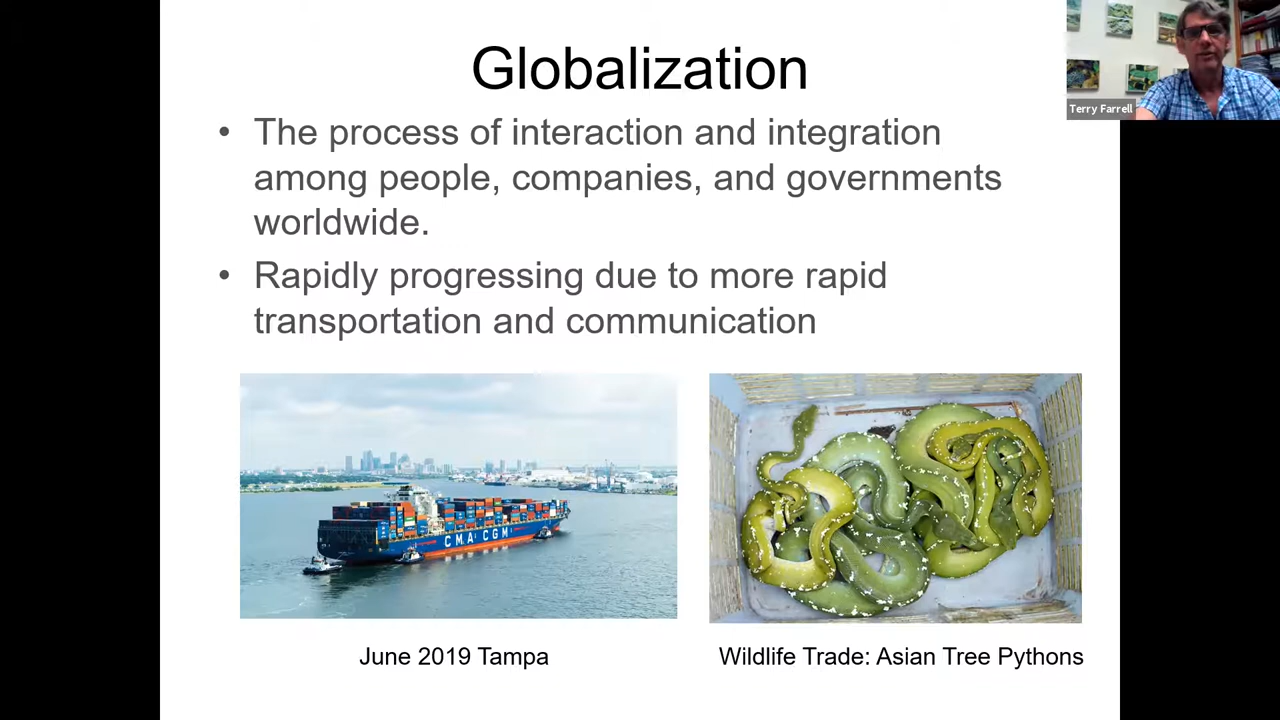 Globalization
Terry Farrell
• The process of interaction and integration
among people, companies, and governments
worldwide.
• Rapidly progressing due to more rapid
transportation and communication
CMA CGM
June 2019 Tampa
Wildlife Trade: Asian Tree Pythons